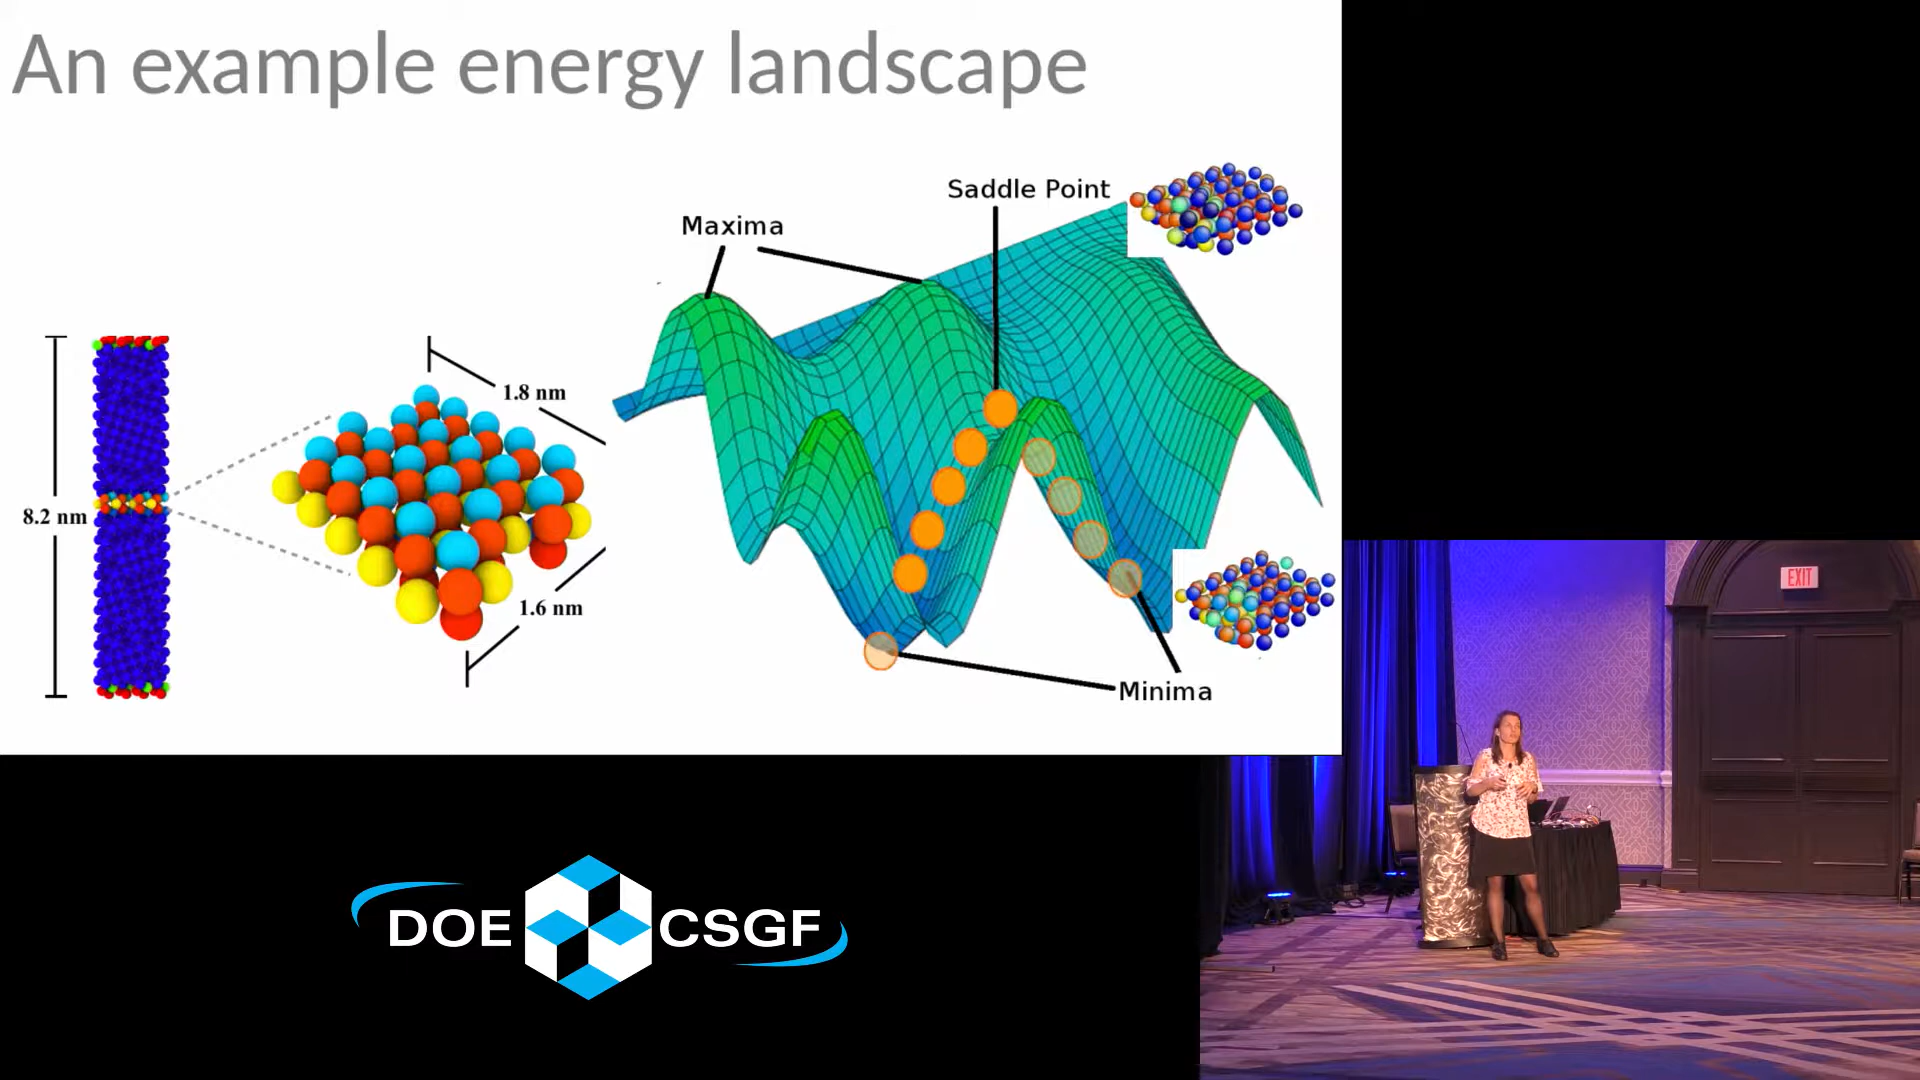 An example energy landscape
Saddle Point
Maxima
1.8 nm
8.2 nm
1.6 nm
Minima
EXIT
DOE CSGF